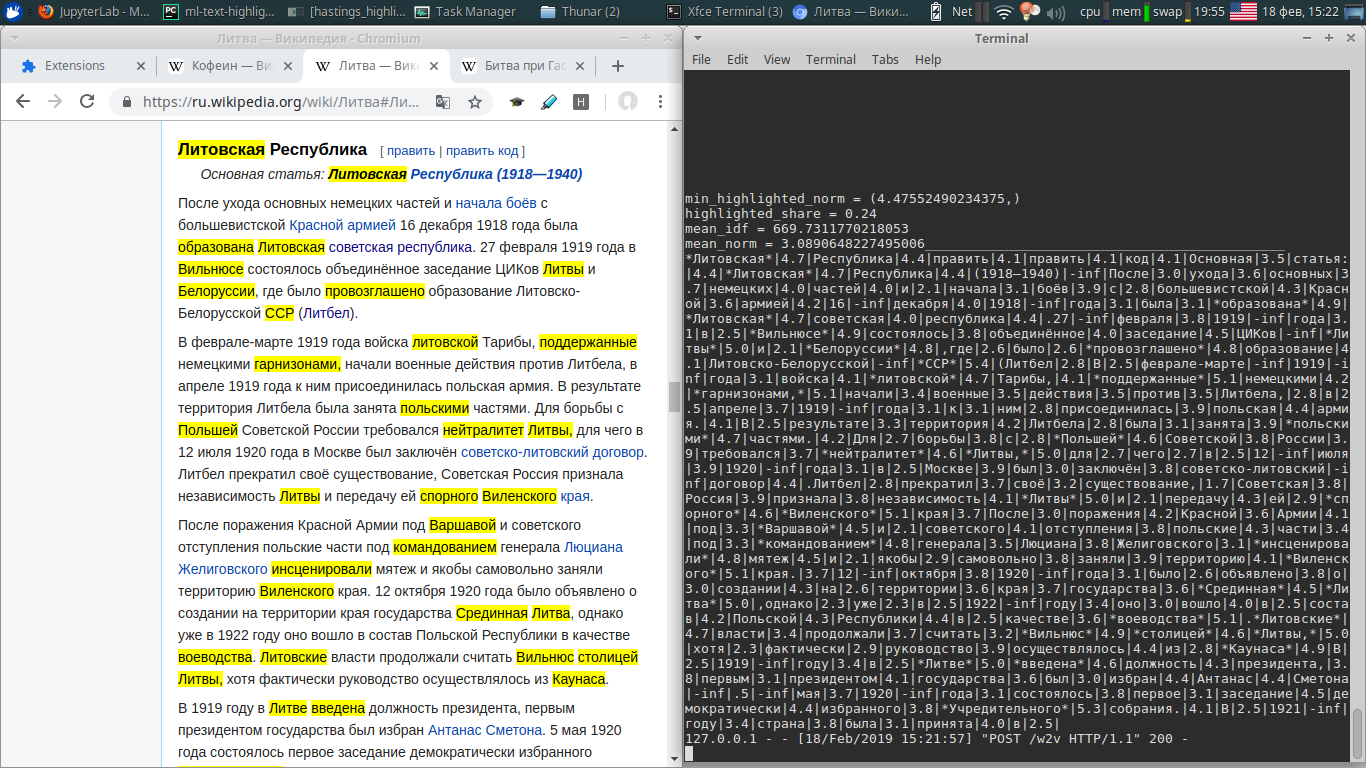 JupyterLab - M...
ml-text-highlig...
[hastings_highli...
Task Manager
Thunar (2)
Xfce Terminal (3)
Литва — Вики...
Net
cpu
mem
swap
19:55
18 фев, 15:22
Литва — Википедия - Chromium
Extensions
Кофеин — Ви
Литва — Вики
Битва при Га
https://ru.wikipedia.org/wiki/Литва#Ли...
Литовская Республика [ править | править код ]
Основная статья: Литовская Республика (1918—1940)
После ухода основных немецких частей и начала боёв с
большевистской Красной армией 16 декабря 1918 года была
образована Литовская советская республика. 27 февраля 1919 года в
Вильнюсе состоялось объединённое заседание ЦИКов Литвы и
Белоруссии, где было провозглашено образование Литовско-
Белорусской ССР (Литбел).
В феврале-марте 1919 года войска литовской Тарибы, поддержанные
немецкими гарнизонами, начали военные действия против Литбела, в
апреле 1919 года к ним присоединилась польская армия. В результате
территория Литбела была занята польскими частями. Для борьбы с
Польшей Советской России требовался нейтралитет Литвы, для чего в
12 июля 1920 года в Москве был заключён советско-литовский договор.
Литбел прекратил своё существование, Советская Россия признала
независимость Литвы и передачу ей спорного Виленского края.
После поражения Красной Армии под Варшавой и советского
отступления польские части под командованием генерала Люциана
Желиговского инсценировали мятеж и якобы самовольно заняли
территорию Виленского края. 12 октября 1920 года было объявлено о
создании на территории края государства Срединная Литва, однако
уже в 1922 году оно вошло в состав Польской Республики в качестве
воеводства. Литовские власти продолжали считать Вильнюс столицей
Литвы, хотя фактически руководство осуществлялось из Каунаса.
В 1919 году в Литве введена должность президента, первым
президентом государства был избран Антанас Сметона. 5 мая 1920
года состоялось первое заседание демократически избранного
Terminal
File Edit View Terminal Tabs Help
min_highlighted_norm = (4.47552490234375,)
highlighted_share = 0.24
mean_idf = 669.7311770218053
mean_norm = 3.0890648227495006______________________________________________
*Литовская*|4.7|Республика|4.4|править|4.1|править|4.1|код|4.1|Основная|3.5|статья:
|4.4|*Литовская*|4.7|Республика|4.4|(1918—1940)|-inf|После|3.0|ухода|3.6|основных|3
.7|немецких|4.0|частей|4.0|и|2.1|начала|3.1|боёв|3.9|с|2.8|большевистской|4.3|Красн
ой|3.6|армией|4.2|16|-inf|декабря|4.0|1918|-inf|года|3.1|была|3.1|*образована*|4.9|
*Литовская*|4.7|советская|4.0|республика|4.4|.27|-inf|февраля|3.8|1919|-inf|года|3.
1|в|2.5|*Вильнюсе*|4.9|состоялось|3.8|объединённое|4.0|заседание|4.5|ЦИКов|-inf|*Ли
твы*|5.0|и|2.1|*Белоруссии*|4.8|,где|2.6|было|2.6|*провозглашено*|4.8|образование|4
.1|Литовско-Белорусской|-inf|*ССР*|5.4|(Литбел|2.8|В|2.5|феврале-марте|-inf|1919|-i
nf|года|3.1|войска|4.1|*литовской*|4.7|Тарибы,|4.1|*поддержанные*|5.1|немецкими|4.2
|*гарнизонами,*|5.1|начали|3.4|военные|3.5|действия|3.5|против|3.5|Литбела,|2.8|в|2
.5|апреле|3.7|1919|-inf|года|3.1|к|3.1|ним|2.8|присоединилась|3.9|польская|4.4|арми
я.|4.1|В|2.5|результате|3.3|территория|4.2|Литбела|2.8|была|3.1|занята|3.9|*польски
ми*|4.7|частями.|4.2|Для|2.7|борьбы|3.8|с|2.8|*Польшей*|4.6|Советской|3.8|России|3.
9|требовался|3.7|*нейтралитет*|4.6|*Литвы,*|5.0|для|2.7|чего|2.7|в|2.5|12|-inf|июля
|3.9|1920|-inf|года|3.1|в|2.5|Москве|3.9|был|3.0|заключён|3.8|советско-литовский|-i
nf|договор|4.4|.Литбел|2.8|прекратил|3.7|своё|3.2|существование,|1.7|Советская|3.8|
Россия|3.9|признала|3.8|независимость|4.1|*Литвы*|5.0|и|2.1|передачу|4.3|ей|2.9|*сп
орного*|4.6|*Виленского*|5.1|края|3.7|После|3.0|поражения|4.2|Красной|3.6|Армии|4.1
|под|3.3|*Варшавой*|4.5|и|2.1|советского|4.1|отступления|3.8|польские|4.3|части|3.4
|под|3.3|*командованием*|4.8|генерала|3.5|Люциана|3.8|Желиговского|3.1|*инсценирова
ли*|4.8|мятеж|4.5|и|2.1|якобы|2.9|самовольно|3.8|заняли|3.9|территорию|4.1|*Виленск
ого*|5.1|края.|3.7|12|-inf|октября|3.8|1920|-inf|года|3.1|было|2.6|объявлено|3.8|о|
3.0|создании|4.3|на|2.6|территории|3.6|края|3.7|государства|3.6|*Срединная*|4.5|*Ли
тва*|5.0|,однако|2.3|уже|2.3|в|2.5|1922|-inf|году|3.4|оно|3.0|вошло|4.0|в|2.5|соста
в|4.2|Польской|4.3|Республики|4.4|в|2.5|качестве|3.6|*воеводства*|5.1|.*Литовские*|
4.7|власти|3.4|продолжали|3.7|считать|3.2|*Вильнюс*|4.9|*столицей*|4.6|*Литвы,*|5.0
|хотя|2.3|фактически|2.9|руководство|3.9|осуществлялось|4.4|из|2.8|*Каунаса*|4.9|В|
2.5|1919|-inf|году|3.4|в|2.5|*Литве*|5.0|*введена*|4.6|должность|4.3|президента,|3
.8|первым|3.1|президентом|4.1|государства|3.6|был|3.0|избран|4.4|Антанас|4.4|Сметона
|-inf|.5|-inf|мая|3.7|1920|-inf|года|3.1|состоялось|3.8|первое|3.1|заседание|4.5|де
мократически|4.4|избранного|3.8|*Учредительного*|5.3|собрания.|4.1|В|2.5|1921|-inf|
году|3.4|страна|3.8|была|3.1|принята|4.0|в|2.5|
127.0.0.1 - - [18/Feb/2019 15:21:57] "POST /w2v HTTP/1.1" 200 -